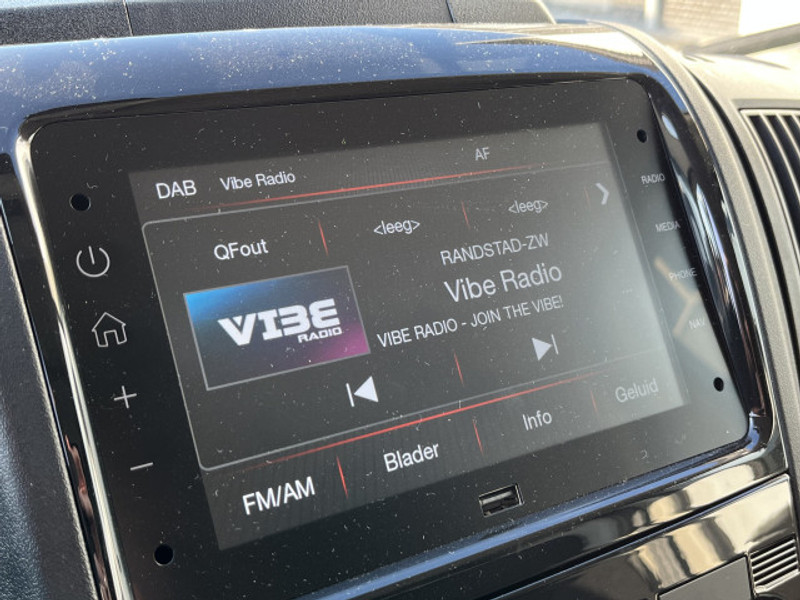 DAB Vibe Radio AF
QFout <leeg> <leeg>
RANDSTAD-ZW
Vibe Radio
VIBE RADIO - JOIN THE VIBE!
VIBE
RADIO
FM/AM Blader Info Geluid
RADIO
MEDIA
PHONE
NAV